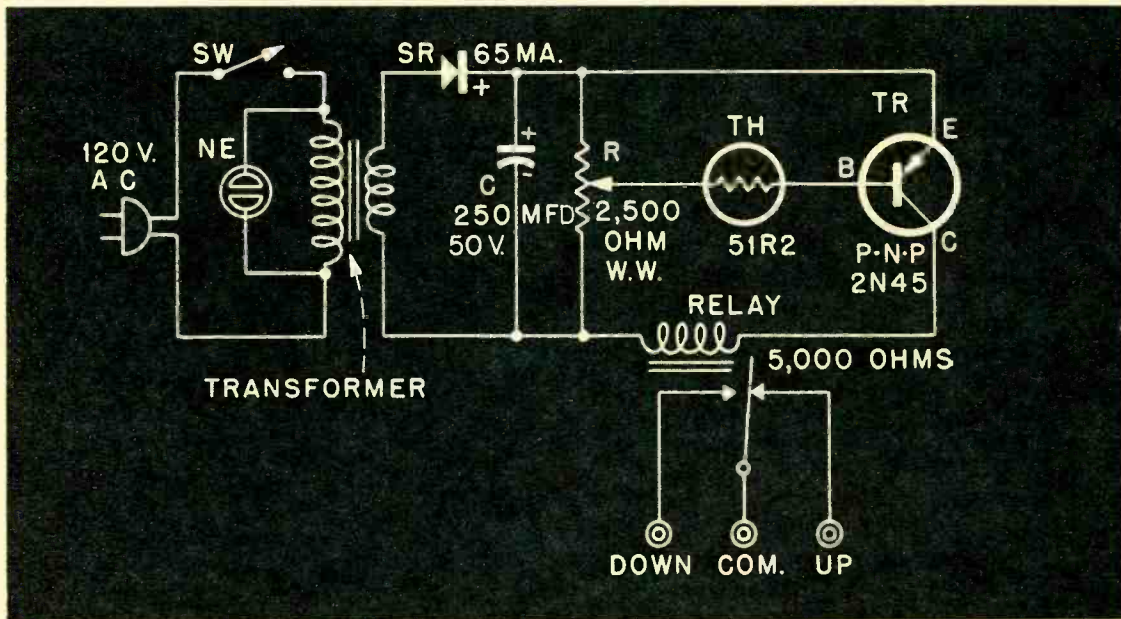 SW
SR 65 MA.
+
TR
120 V.
A C
NE
+
-
C
250 MFD
50 V.
R
2,500
OHM
W.W.
TH
51R2
E
B
C
P-N-P
2N45
RELAY
5,000 OHMS
TRANSFORMER
DOWN COM. UP